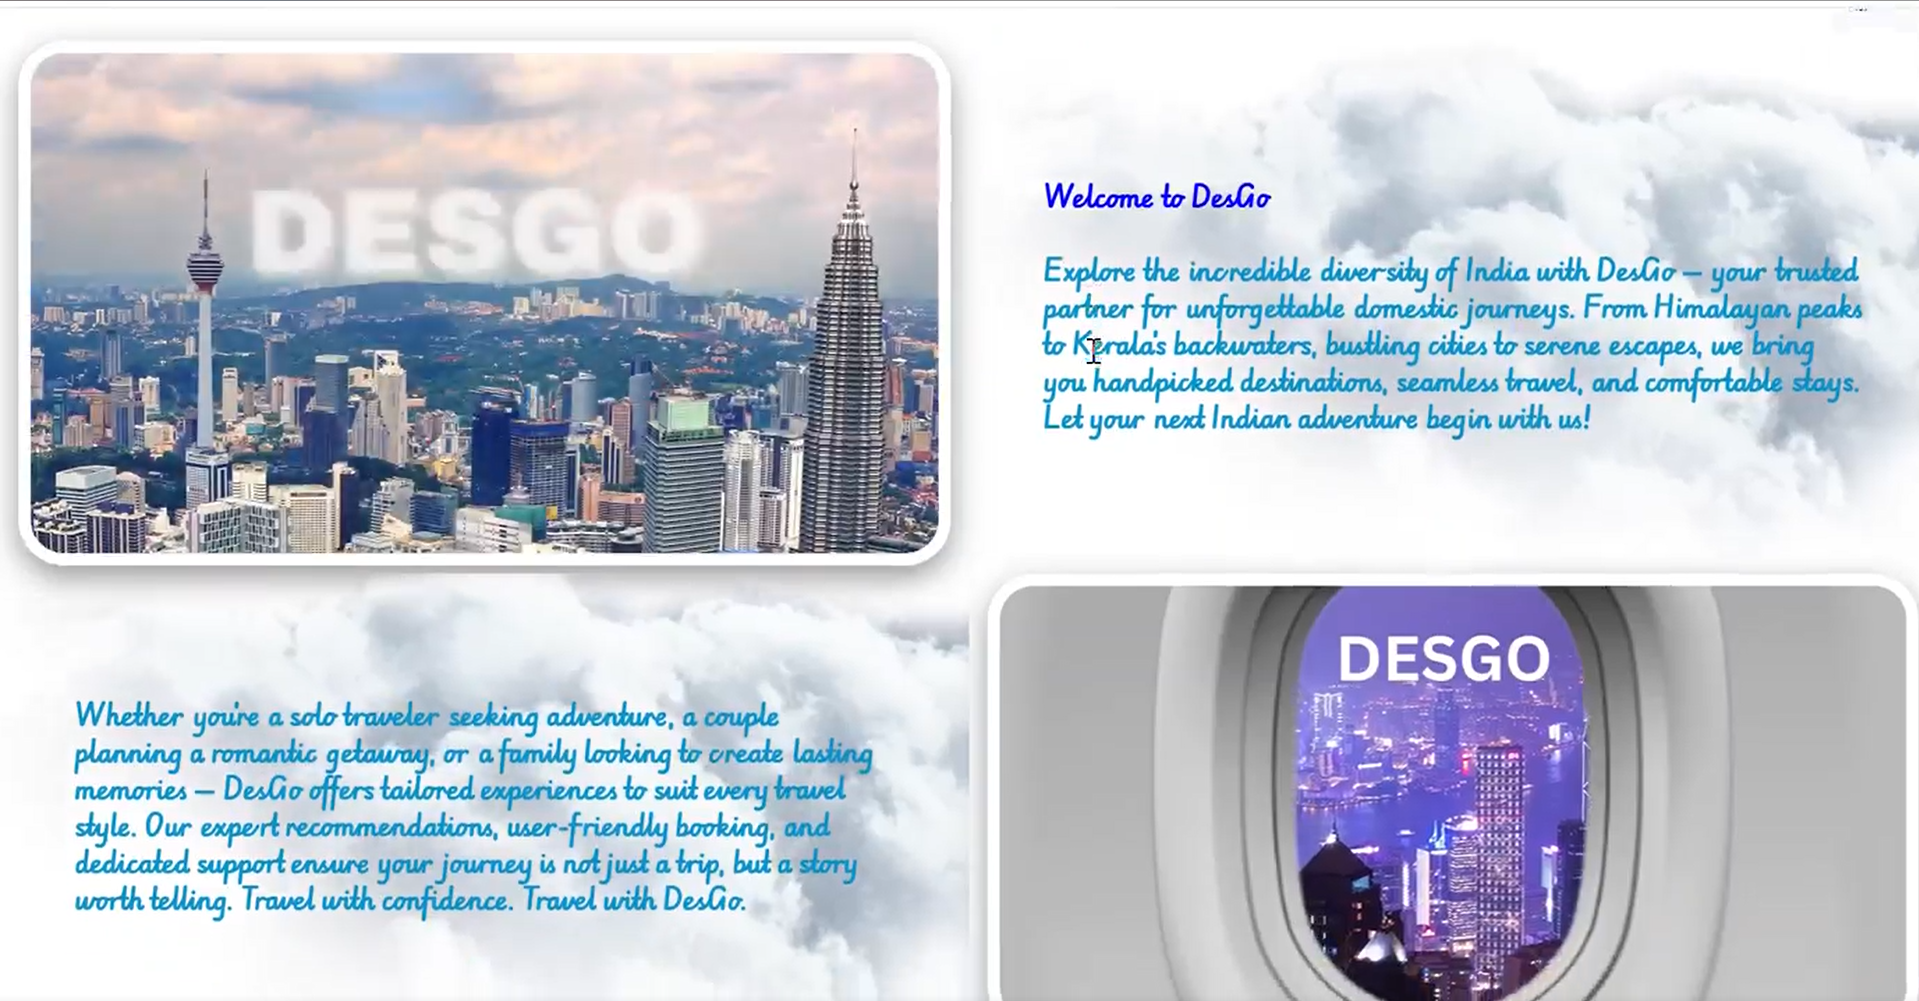 DESGO
Welcome to DesGo
Explore the incredible diversity of India with DesGo – your trusted
partner for unforgettable domestic journeys. From Himalayan peaks
to Kerala's backwaters, bustling cities to serene escapes, we bring
you handpicked destinations, seamless travel, and comfortable stays.
Let your next Indian adventure begin with us!
Whether you're a solo traveler seeking adventure, a couple
planning a romantic getaway, or a family looking to create lasting
memories – DesGo offers tailored experiences to suit every travel
style. Our expert recommendations, user-friendly booking, and
dedicated support ensure your journey is not just a trip, but a story
worth telling. Travel with confidence. Travel with DesGo.
DESGO